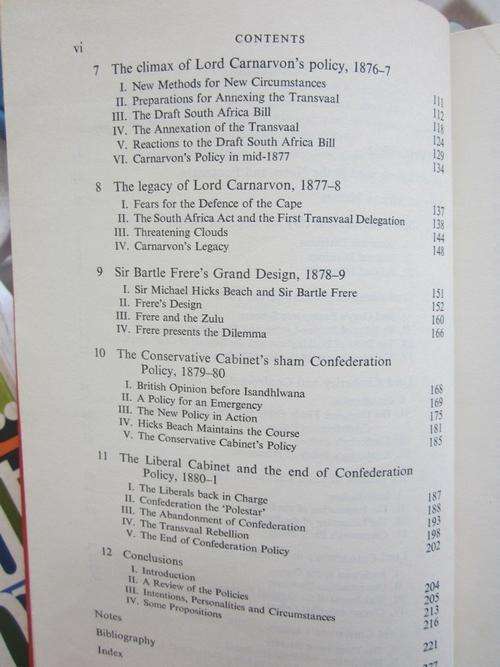 vi
CONTENTS
7 The climax of Lord Carnarvon's policy, 1876–7
I. New Methods for New Circumstances 111
II. Preparations for Annexing the Transvaal 112
III. The Draft South Africa Bill 118
IV. The Annexation of the Transvaal 124
V. Reactions to the Draft South Africa Bill 129
VI. Carnarvon's Policy in mid-1877 134
8 The legacy of Lord Carnarvon, 1877–8
I. Fears for the Defence of the Cape 137
II. The South Africa Act and the First Transvaal Delegation 138
III. Threatening Clouds 144
IV. Carnarvon's Legacy 148
9 Sir Bartle Frere's Grand Design, 1878–9
I. Sir Michael Hicks Beach and Sir Bartle Frere 151
II. Frere's Design 152
III. Frere and the Zulu 160
IV. Frere presents the Dilemma 166
10 The Conservative Cabinet's sham Confederation
Policy, 1879–80
I. British Opinion before Isandhlwana 168
II. A Policy for an Emergency 169
III. The New Policy in Action 175
IV. Hicks Beach Maintains the Course 181
V. The Conservative Cabinet's Policy 185
11 The Liberal Cabinet and the end of Confederation
Policy, 1880–1
I. The Liberals back in Charge 187
II. Confederation the 'Polestar' 188
III. The Abandonment of Confederation 193
IV. The Transvaal Rebellion 198
V. The End of Confederation Policy 202
12 Conclusions
I. Introduction 204
II. A Review of the Policies 205
III. Intentions, Personalities and Circumstances 213
IV. Some Propositions 216
Notes 221
Bibliography
Index